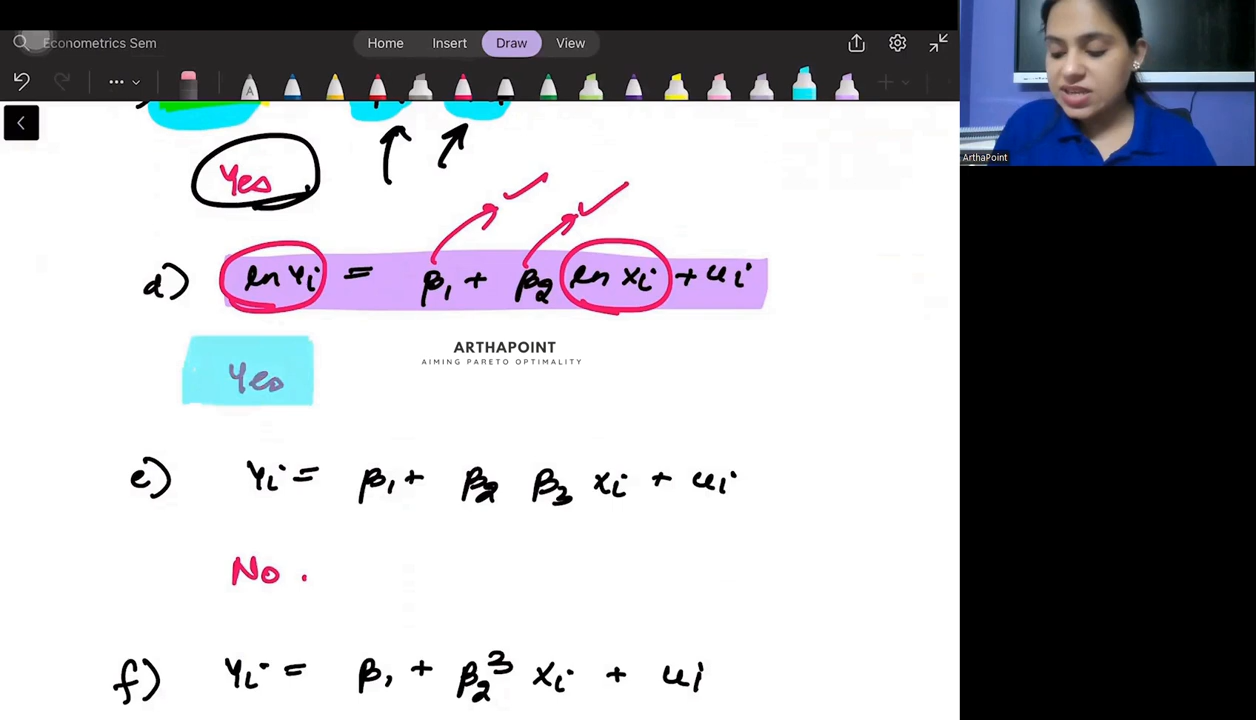 Econometrics Sem
Home Insert Draw View
A
Yes
d) ln Yi = β1 + β2 ln Xi + ui
ARTHAPOINT
AIMING PARETO OPTIMALITY
Yes
e) Yi = β1 + β2 β3 Xi + ui
No.
f) Yi = β1 + β2³ Xi + ui
ArthaPoint